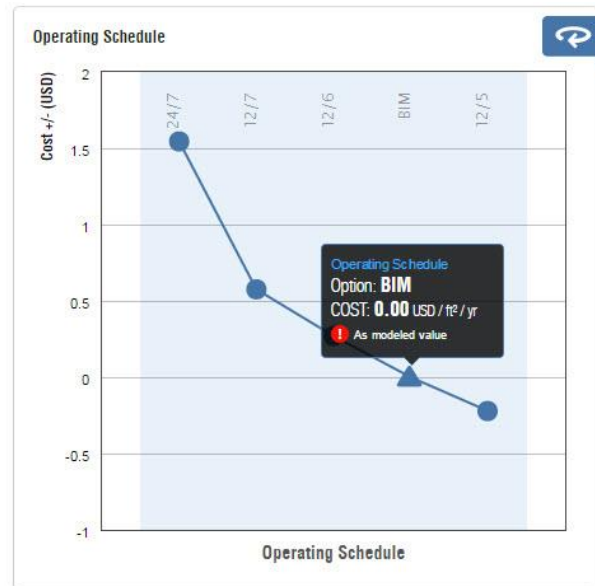 Operating Schedule
Cost +/- (USD)
2
1.5
1
0.5
0
-0.5
-1
24/7
12/7
12/6
BIM
12/5
Operating Schedule
Option: BIM
COST: 0.00 USD / ft² / yr
! As modeled value
Operating Schedule